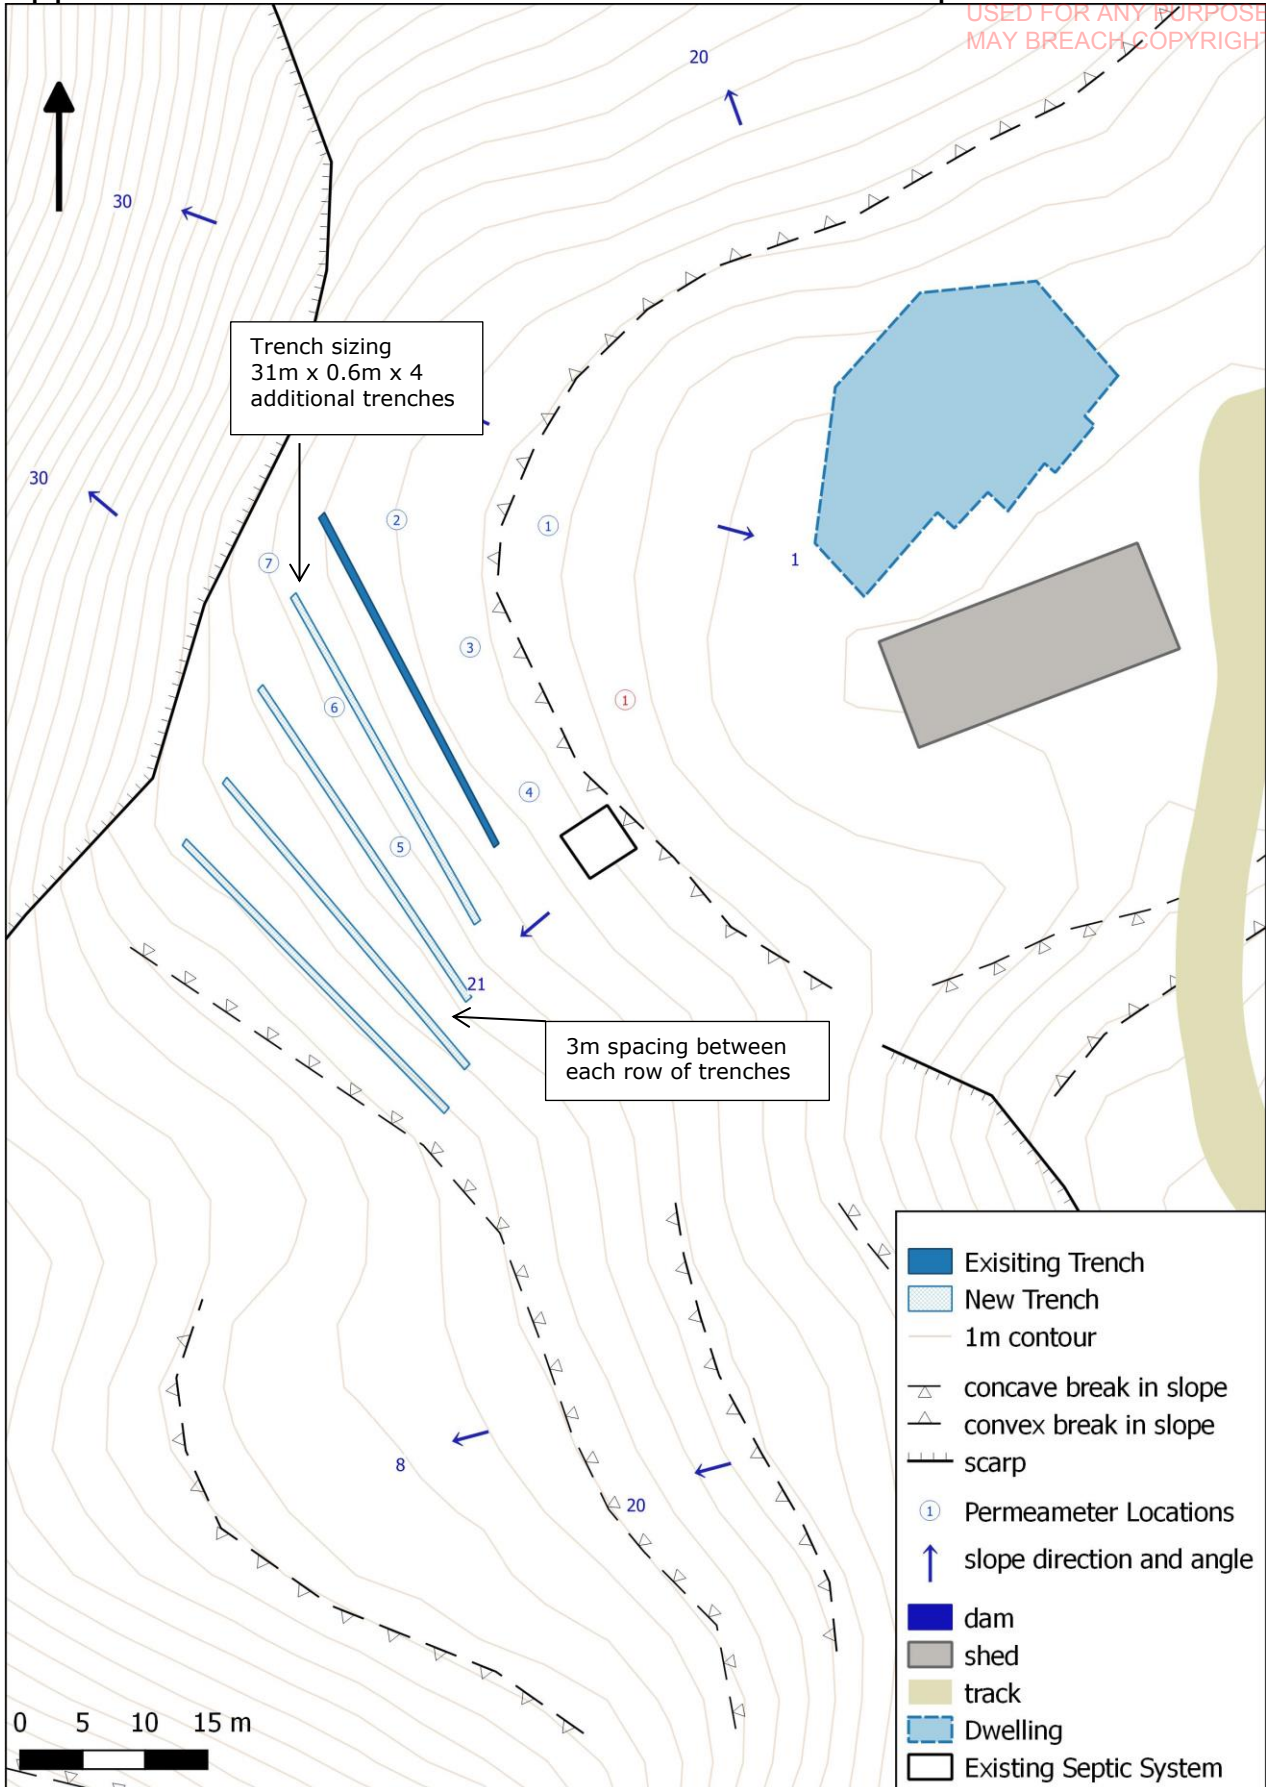 USED FOR ANY PURPOSE
MAY BREACH COPYRIGHT
20
30
Trench sizing
31m x 0.6m x 4
additional trenches
30
2
1
7
1
3
6
1
4
5
21
3m spacing between
each row of trenches
8
20
Exisiting Trench
New Trench
1m contour
concave break in slope
convex break in slope
scarp
1 Permeameter Locations
slope direction and angle
dam
shed
track
Dwelling
Existing Septic System
0 5 10 15 m